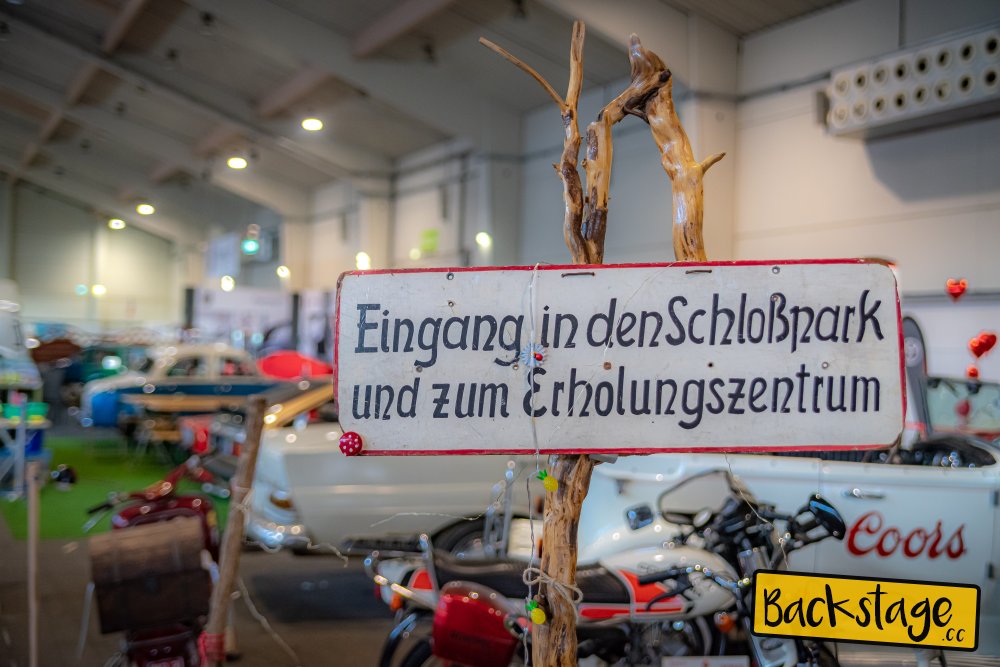 Eingang in den Schloßpark
und zum Erholungszentrum
Coors
Backstage
.cc